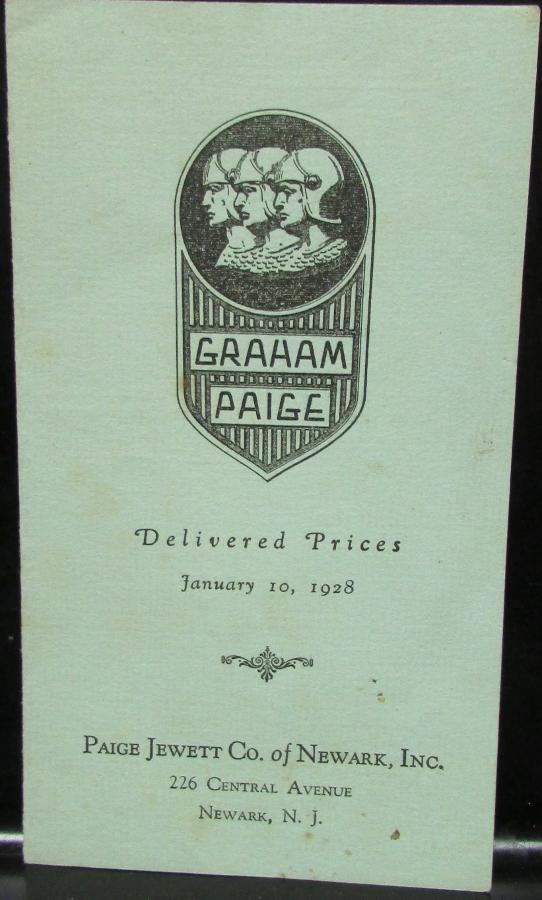 GRAHAM
PAIGE
Delivered Prices
January 10, 1928
PAIGE JEWETT CO. of NEWARK, INC.
226 CENTRAL AVENUE
NEWARK, N. J.